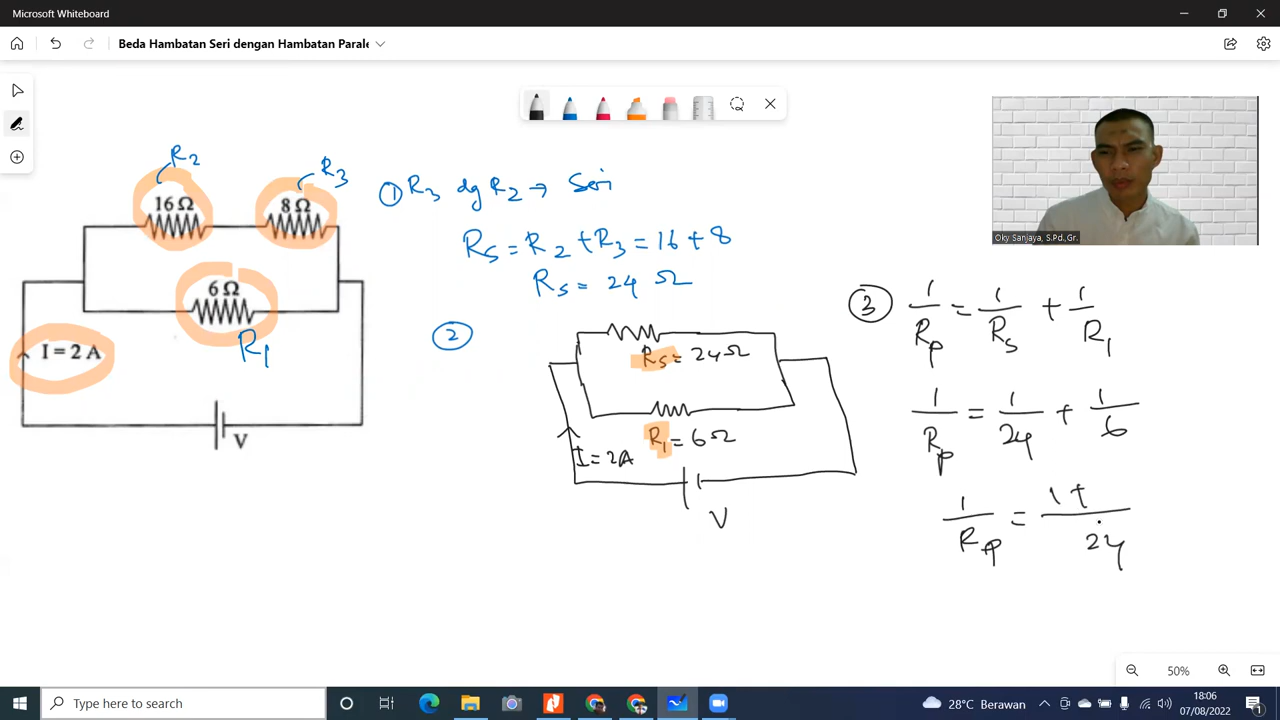 Microsoft Whiteboard
Beda Hambatan Seri dengan Hambatan Parale
R2
R3
16 Ω
8 Ω
6 Ω
R1
I = 2 A
V
① R3 dg R2 → Seri
Rs = R2 + R3 = 16 + 8
Rs = 24 Ω
②
Rs = 24 Ω
R1 = 6 Ω
I = 2A
V
Oky Sanjaya, S.Pd.,Gr.
③ 1/Rp = 1/Rs + 1/R1
1/Rp = 1/24 + 1/6
1/Rp = 1 + / 24
50%
Type here to search
28°C Berawan
18:06
07/08/2022
1